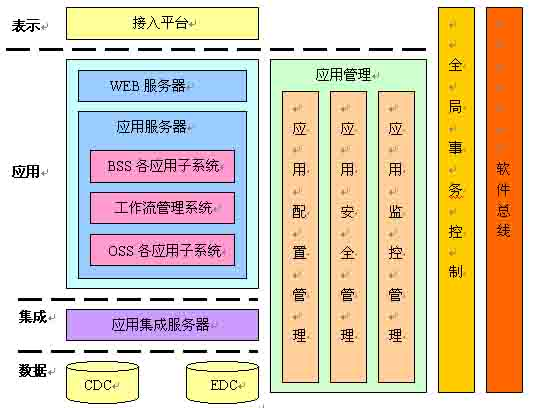 表示
接入平台
应用
WEB 服务器
应用服务器
BSS 各应用子系统
工作流管理系统
OSS 各应用子系统
应用管理
应用配置管理
应用安全管理
应用监控管理
集成
应用集成服务器
数据
CDC
EDC
全局事务控制
软件总线